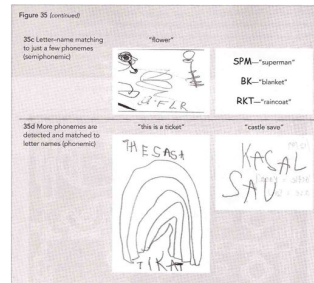 Figure 35 (continued)
35c Letter-name matching
to just a few phonemes
(semiphonemic)
"flower"
FLR
SPM—"superman"
BK—"blanket"
RKT—"raincoat"
35d More phonemes are
detected and matched to
letter names (phonemic)
"this is a ticket"
THESASA
TIKAT
"castle save"
KASAL
SAV